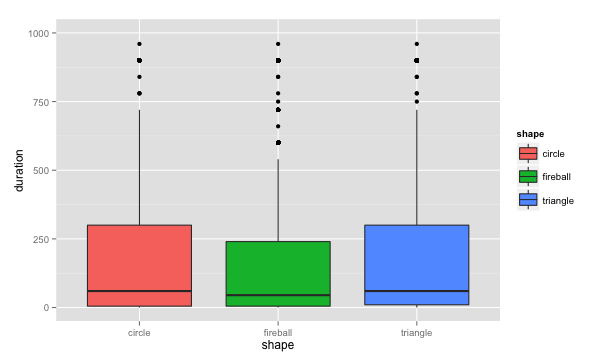 1000
750
500
250
0
duration
circle
fireball
triangle
shape
shape
circle
fireball
triangle